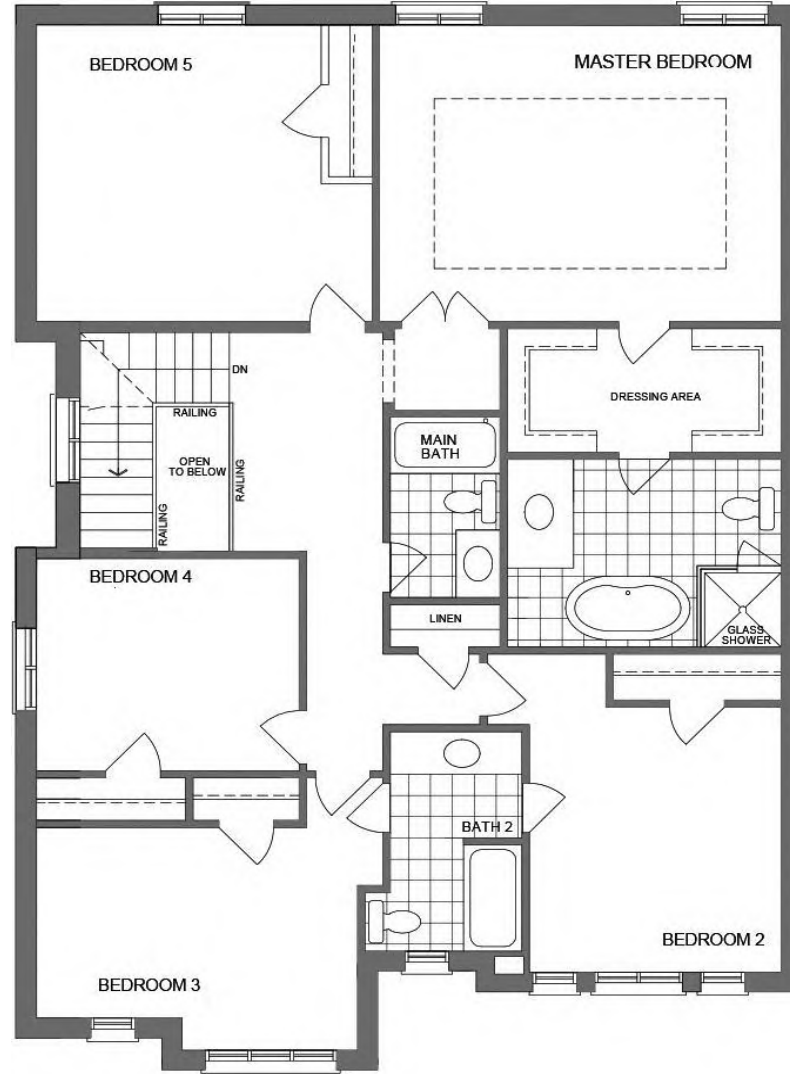 BEDROOM 5
MASTER BEDROOM
DN
RAILING
OPEN
TO BELOW
RAILING
RAILING
MAIN
BATH
DRESSING AREA
BEDROOM 4
LINEN
GLASS
SHOWER
BATH 2
BEDROOM 2
BEDROOM 3